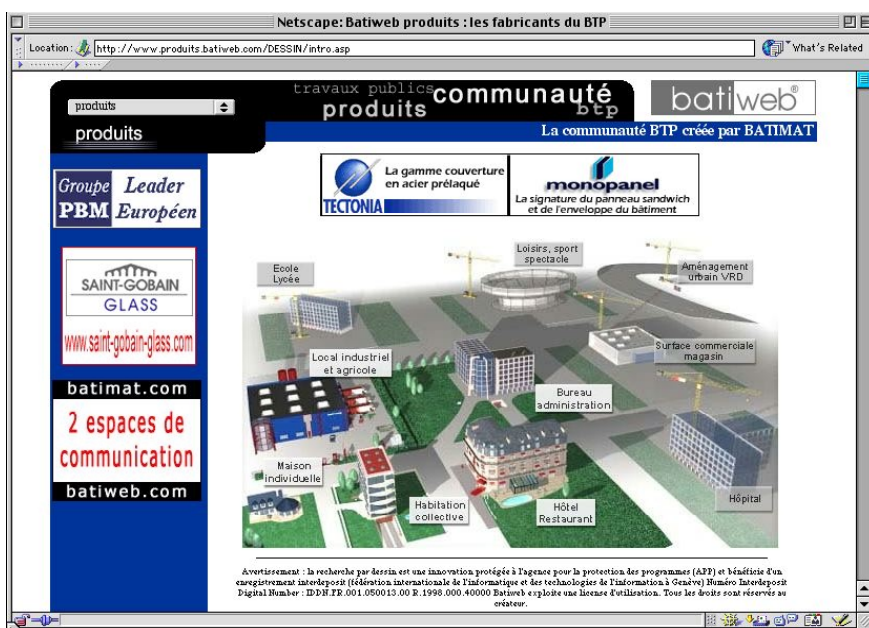 Netscape: Batiweb produits : les fabricants du BTP
Location: http://www.produits.batiweb.com/DESSIN/intro.asp
What's Related
produits
produits
travaux publics
produits
communauté
btp
batiweb®
La communauté BTP créée par BATIMAT
Groupe
PBM
Leader
Européen
SAINT-GOBAIN
GLASS
www.saint-gobain-glass.com
batimat.com
2 espaces de
communication
batiweb.com
TECTONIA
La gamme couverture
en acier prélaqué
monopanel
La signature du panneau sandwich
et de l'enveloppe du bâtiment
Ecole
Lycée
Loisirs, sport
spectacle
Aménagement
urbain VRD
Local industriel
et agricole
Surface commerciale
magasin
Bureau
administration
Maison
individuelle
Habitation
collective
Hôtel
Restaurant
Hôpital
Avertissement : la recherche par dessin est une innovation protégée à l'agence pour la protection des programmes (APP) et bénéficie d'un
enregistrement interdeposit (fédération internationale de l'informatique et des technologies de l'information à Genève) Numéro Interdeposit
Digital Number : IDDN.FR.001.050013.00 R.1998.000.40000 Batiweb exploite une license d'utilisation. Tous les droits sont réservés au
créateur.